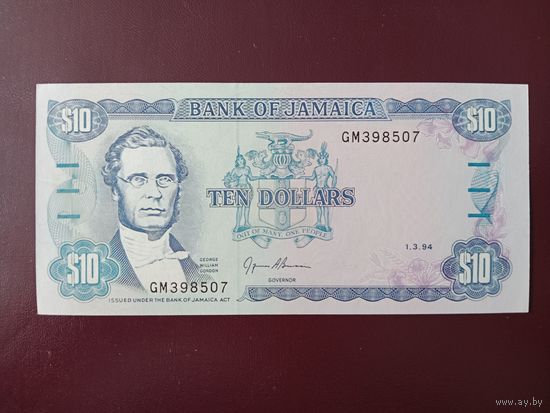 BANK OF JAMAICA
$10
$10
GM398507
TEN DOLLARS
OUT OF MANY, ONE PEOPLE
1.3.94
GEORGE
WILLIAM
GORDON
GOVERNOR
$10
GM398507
$10
ISSUED UNDER THE BANK OF JAMAICA ACT
www.ay.by